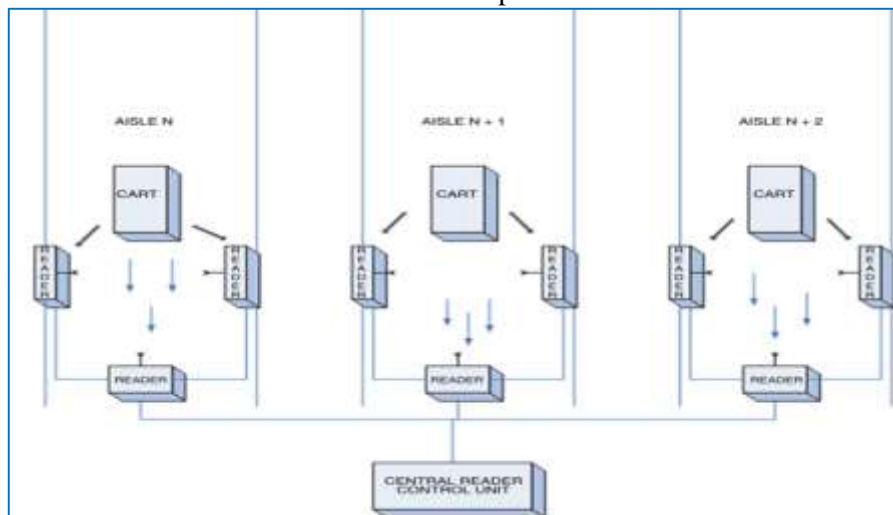 AISLE N
AISLE N + 1
AISLE N + 2
CART
CART
CART
READER
READER
READER
READER
READER
READER
READER
READER
READER
CENTRAL READER
CONTROL UNIT